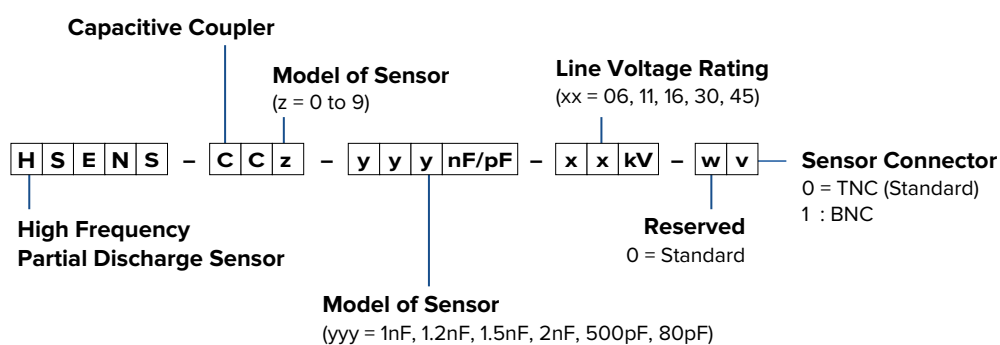 Capacitive Coupler
Model of Sensor
(z = 0 to 9)
Line Voltage Rating
(xx = 06, 11, 16, 30, 45)
H S E N S – C C z – y y y nF/pF – x x kV – w v
Sensor Connector
0 = TNC (Standard)
1 : BNC
High Frequency
Partial Discharge Sensor
Reserved
0 = Standard
Model of Sensor
(yyy = 1nF, 1.2nF, 1.5nF, 2nF, 500pF, 80pF)